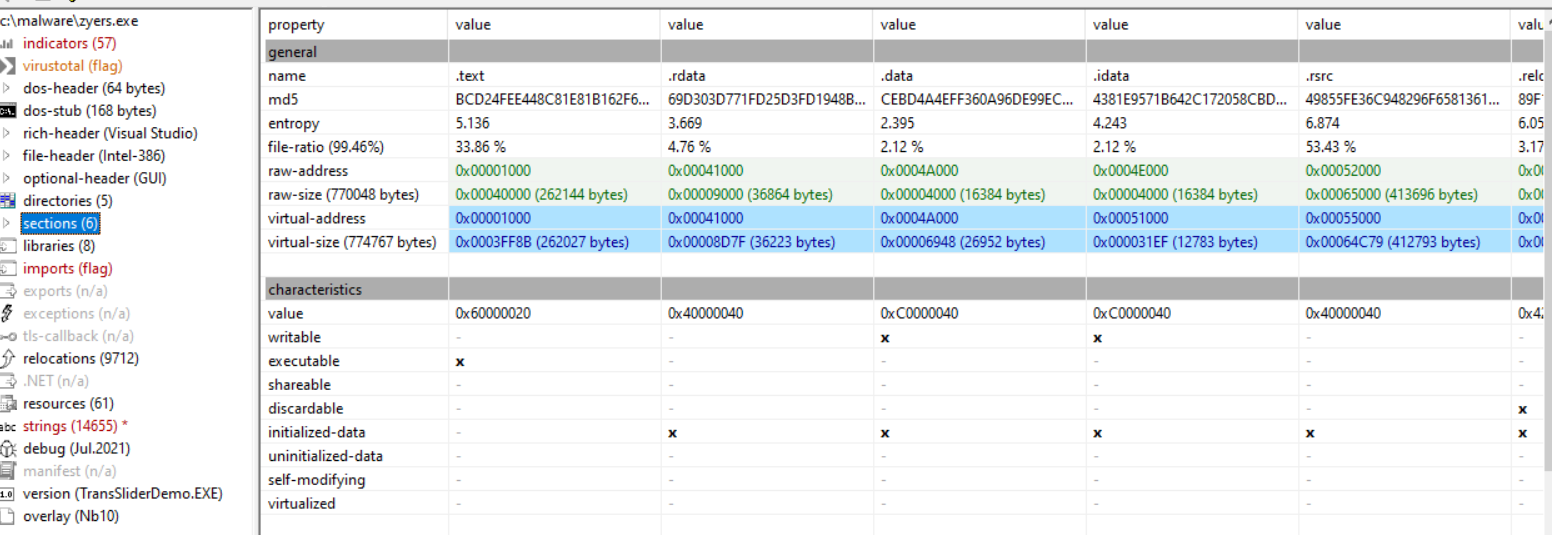 c:\malware\zyers.exe
indicators (57)
virustotal (flag)
dos-header (64 bytes)
dos-stub (168 bytes)
rich-header (Visual Studio)
file-header (Intel-386)
optional-header (GUI)
directories (5)
sections (6)
libraries (8)
imports (flag)
exports (n/a)
exceptions (n/a)
tls-callback (n/a)
relocations (9712)
.NET (n/a)
resources (61)
abc strings (14655) *
debug (Jul.2021)
manifest (n/a)
1.0 version (TransSliderDemo.EXE)
overlay (Nb10)
property value value value value value valu
general
name .text .rdata .data .idata .rsrc .relc
md5 BCD24FEE448C81E81B162F6... 69D303D771FD25D3FD1948B... CEBD4A4EFF360A96DE99EC... 4381E9571B642C172058CBD... 49855FE36C948296F6581361... 89F
entropy 5.136 3.669 2.395 4.243 6.874 6.05
file-ratio (99.46%) 33.86 % 4.76 % 2.12 % 2.12 % 53.43 % 3.17
raw-address 0x00001000 0x00041000 0x0004A000 0x0004E000 0x00052000 0x00
raw-size (770048 bytes) 0x00040000 (262144 bytes) 0x00009000 (36864 bytes) 0x00004000 (16384 bytes) 0x00004000 (16384 bytes) 0x00065000 (413696 bytes) 0x00
virtual-address 0x00001000 0x00041000 0x0004A000 0x00051000 0x00055000 0x00
virtual-size (774767 bytes) 0x0003FF8B (262027 bytes) 0x00008D7F (36223 bytes) 0x00006948 (26952 bytes) 0x000031EF (12783 bytes) 0x00064C79 (412793 bytes) 0x00
characteristics
value 0x60000020 0x40000040 0xC0000040 0xC0000040 0x40000040 0x42
writable - - x x - -
executable x - - - - -
shareable - - - - - -
discardable - - - - - x
initialized-data - x x x x x
uninitialized-data - - - - - -
self-modifying - - - - - -
virtualized - - - - - -